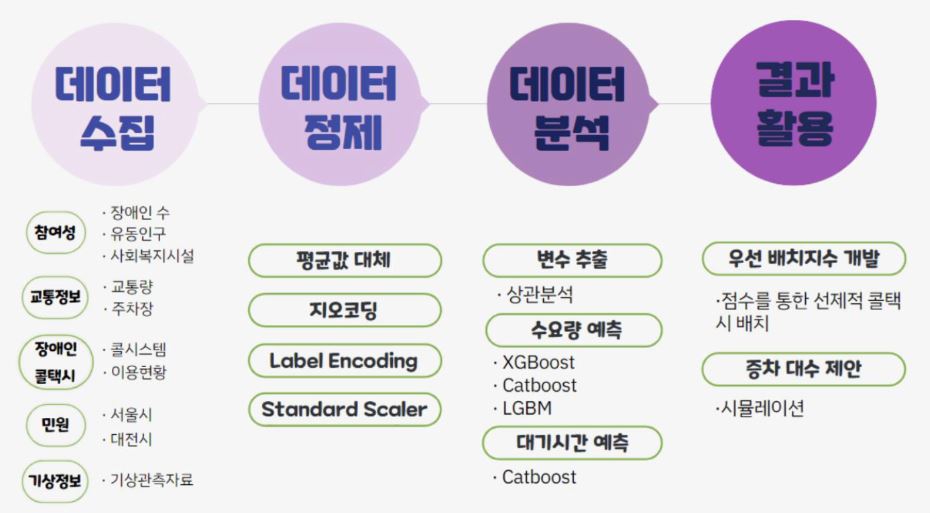 데이터
수집
데이터
정제
데이터
분석
결과
활용
참여성
· 장애인 수
· 유동인구
· 사회복지시설
교통정보
· 교통량
· 주차장
장애인
콜택시
· 콜시스템
· 이용현황
민원
· 서울시
· 대전시
기상정보
· 기상관측자료
평균값 대체
지오코딩
Label Encoding
Standard Scaler
변수 추출
· 상관분석
수요량 예측
· XGBoost
· Catboost
· LGBM
대기시간 예측
· Catboost
우선 배치지수 개발
·점수를 통한 선제적 콜택
시 배치
증차 대수 제안
·시뮬레이션